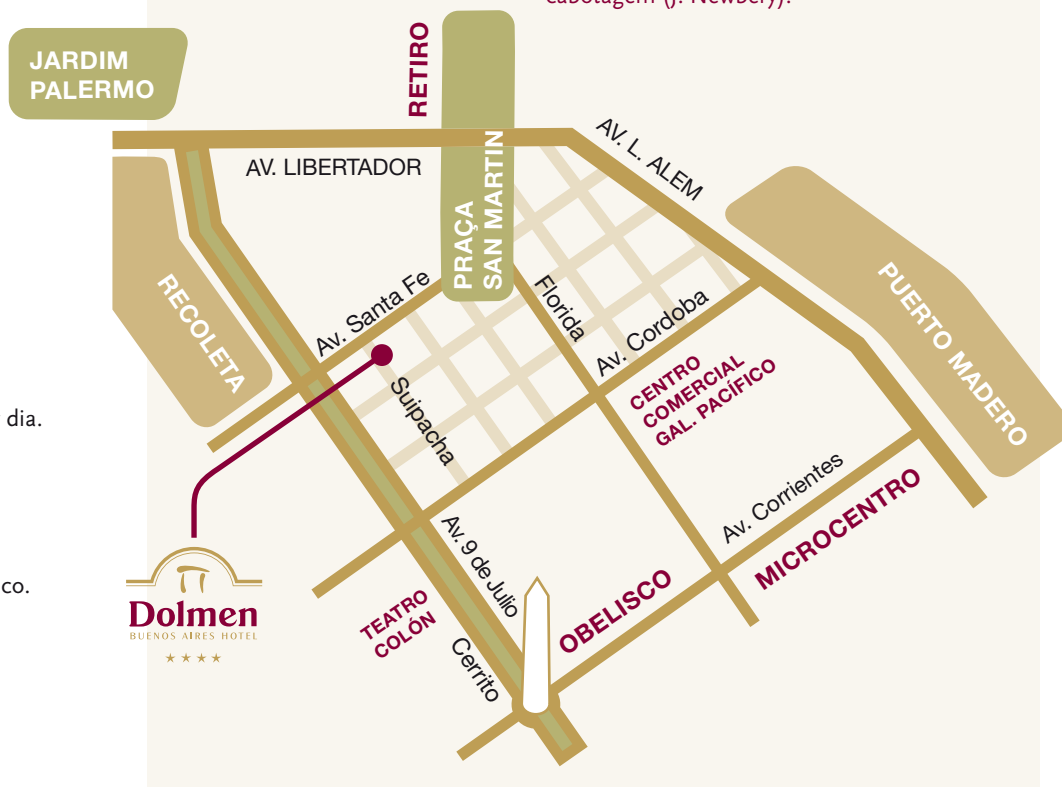 cabotagem (J. Newbery).
JARDIM
PALERMO
RETIRO
AV. LIBERTADOR
AV. L. ALEM
PRAÇA
SAN MARTIN
RECOLETA
PUERTO MADERO
Av. Santa Fe
Florida
Av. Cordoba
Suipacha
CENTRO
COMERCIAL
GAL. PACÍFICO
dia.
Av. Corrientes
MICROCENTRO
Av. 9 de Julio
OBELISCO
TEATRO
COLÓN
Cerrito
co.
Dolmen
BUENOS AIRES HOTEL